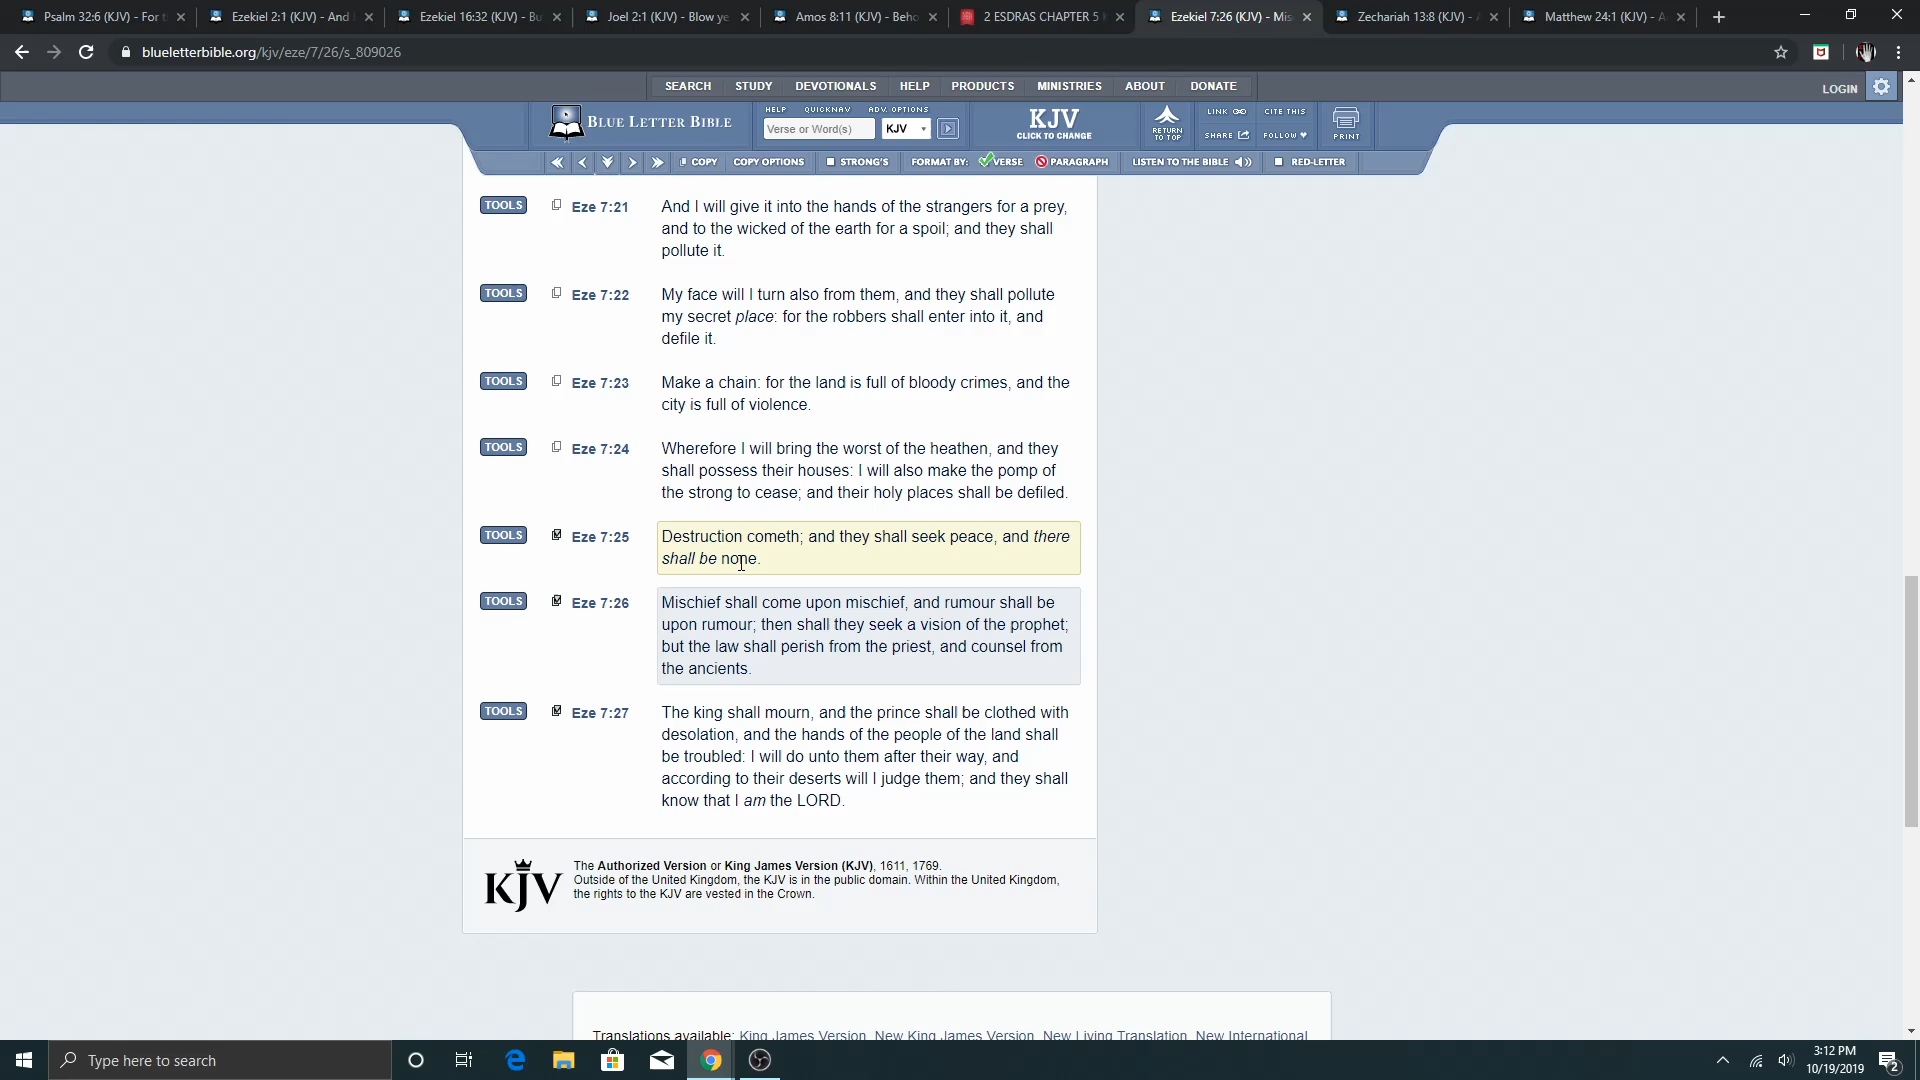 Psalm 32:6 (KJV) - For t
Ezekiel 2:1 (KJV) - And
Ezekiel 16:32 (KJV) - Bu
Joel 2:1 (KJV) - Blow ye
Amos 8:11 (KJV) - Beho
2 ESDRAS CHAPTER 5
Ezekiel 7:26 (KJV) - Mis
Zechariah 13:8 (KJV) -
Matthew 24:1 (KJV) -
blueletterbible.org/kjv/eze/7/26/s_809026
SEARCH STUDY DEVOTIONALS HELP PRODUCTS MINISTRIES ABOUT DONATE
LOGIN
BLUE LETTER BIBLE
HELP QUICKNAV ADV. OPTIONS
Verse or Word(s) KJV
KJV
CLICK TO CHANGE
RETURN
TO TOP
LINK CITE THIS
SHARE FOLLOW
PRINT
COPY COPY OPTIONS STRONG'S FORMAT BY: VERSE PARAGRAPH LISTEN TO THE BIBLE RED-LETTER
TOOLS Eze 7:21 And I will give it into the hands of the strangers for a prey,
and to the wicked of the earth for a spoil; and they shall
pollute it.
TOOLS Eze 7:22 My face will I turn also from them, and they shall pollute
my secret place: for the robbers shall enter into it, and
defile it.
TOOLS Eze 7:23 Make a chain: for the land is full of bloody crimes, and the
city is full of violence.
TOOLS Eze 7:24 Wherefore I will bring the worst of the heathen, and they
shall possess their houses: I will also make the pomp of
the strong to cease; and their holy places shall be defiled.
TOOLS Eze 7:25 Destruction cometh; and they shall seek peace, and there
shall be none.
TOOLS Eze 7:26 Mischief shall come upon mischief, and rumour shall be
upon rumour; then shall they seek a vision of the prophet;
but the law shall perish from the priest, and counsel from
the ancients.
TOOLS Eze 7:27 The king shall mourn, and the prince shall be clothed with
desolation, and the hands of the people of the land shall
be troubled: I will do unto them after their way, and
according to their deserts will I judge them; and they shall
know that I am the LORD.
KJV
The Authorized Version or King James Version (KJV), 1611, 1769.
Outside of the United Kingdom, the KJV is in the public domain. Within the United Kingdom,
the rights to the KJV are vested in the Crown.
Translations available: King James Version, New King James Version, New Living Translation, New International
Type here to search
3:12 PM
10/19/2019
2